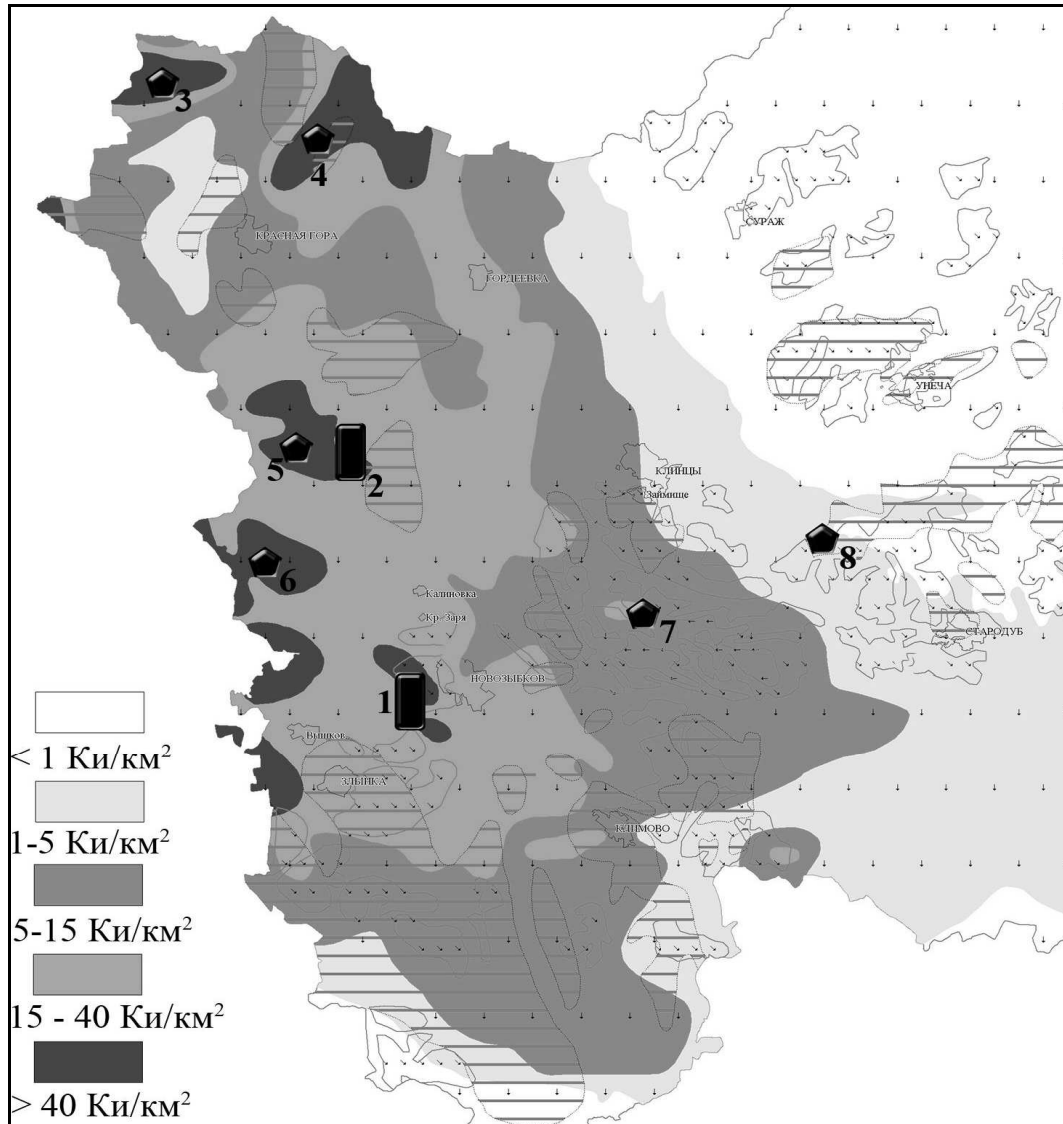 3
4
СУРАЖ
КРАСНАЯ ГОРА
ГОРДЕЕВКА
УНЕЧА
5
2
КЛИНЦЫ
Займище
8
6
Калиновка
7
Кр. Заря
СТАРОДУБ
НОВОЗЫБКОВ
1
Вышков
< 1 Ки/км²
ЗЛЫНКА
КЛИМОВО
1-5 Ки/км²
5-15 Ки/км²
15 - 40 Ки/км²
> 40 Ки/км²